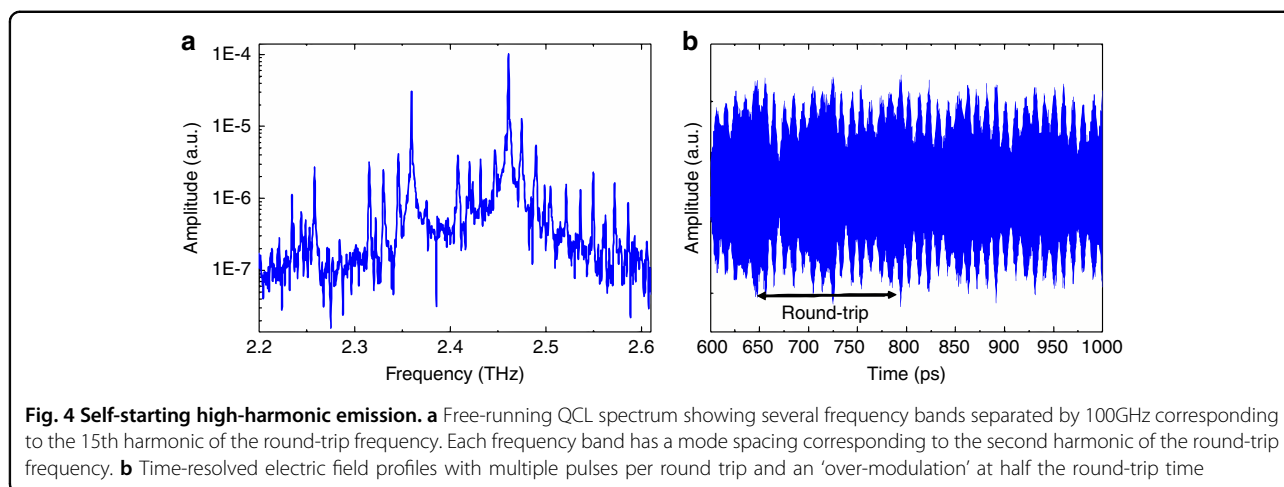 a
b
1E-4
1E-5
1E-6
1E-7
Amplitude (a.u.)
2.2 2.3 2.4 2.5 2.6
Frequency (THz)
Amplitude (a.u.)
Round-trip
600 650 700 750 800 850 900 950 1000
Time (ps)
Fig. 4 Self-starting high-harmonic emission. a Free-running QCL spectrum showing several frequency bands separated by 100GHz corresponding
to the 15th harmonic of the round-trip frequency. Each frequency band has a mode spacing corresponding to the second harmonic of the round-trip
frequency. b Time-resolved electric field profiles with multiple pulses per round trip and an ‘over-modulation’ at half the round-trip time